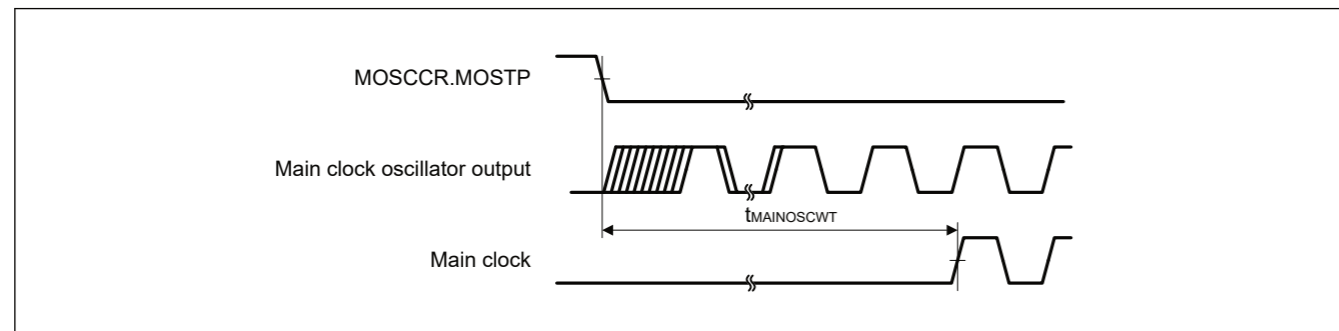 MOSCCR.MOSTP
Main clock oscillator output
tMAINOSCWT
Main clock